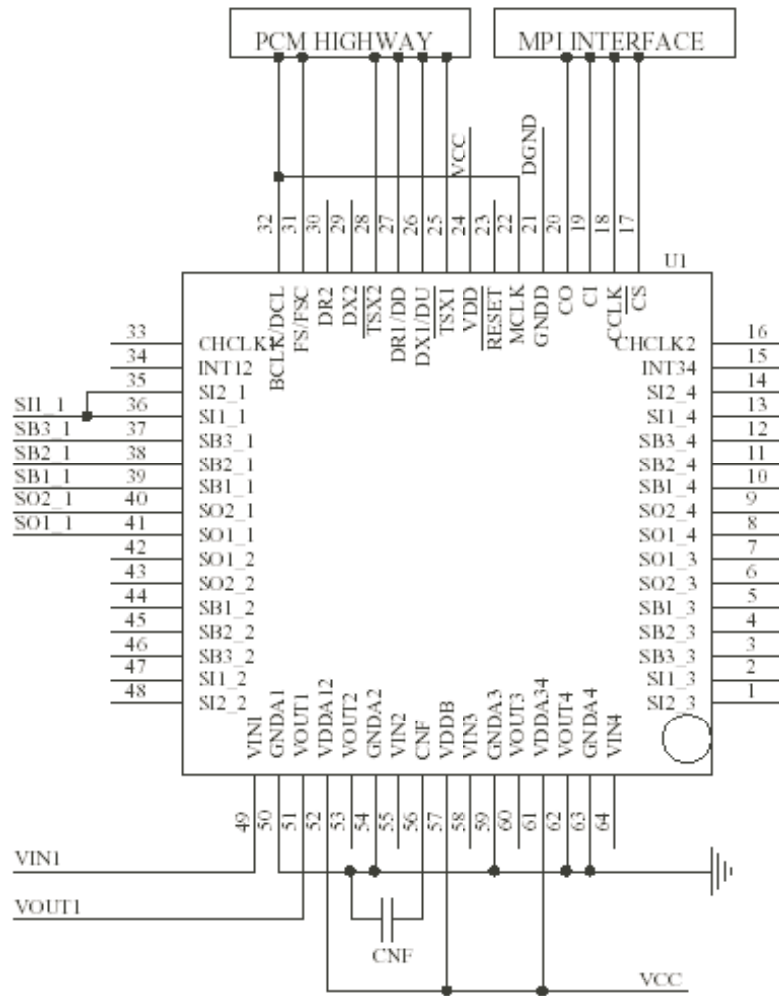 PCM HIGHWAY MPI INTERFACE
VCC DGND
32 31 30 29 28 27 26 25 24 23 22 21 20 19 18 17
U1
BCLK/DCL FS/FSC DR2 DX2 TSX2 DR1/DD DX1/DU TSX1 VDD RESET MCLK GNDD CO CI CCLK CS
33 CHCLK1 CHCLK2 16
34 INT12 INT34 15
35 SI2_1 SI2_4 14
SI1_1 36 SI1_1 SI1_4 13
SB3_1 37 SB3_1 SB3_4 12
SB2_1 38 SB2_1 SB2_4 11
SB1_1 39 SB1_1 SB1_4 10
SO2_1 40 SO2_1 SO2_4 9
SO1_1 41 SO1_1 SO1_4 8
42 SO1_2 SO1_3 7
43 SO2_2 SO2_3 6
44 SB1_2 SB1_3 5
45 SB2_2 SB2_3 4
46 SB3_2 SB3_3 3
47 SI1_2 SI1_3 2
48 SI2_2 SI2_3 1
VIN1 GNDA1 VOUT1 VDDA12 VOUT2 GNDA2 VIN2 CNF VDDB VIN3 GNDA3 VOUT3 VDDA34 VOUT4 GNDA4 VIN4
49 50 51 52 53 54 55 56 57 58 59 60 61 62 63 64
VIN1
VOUT1
CNF
VCC